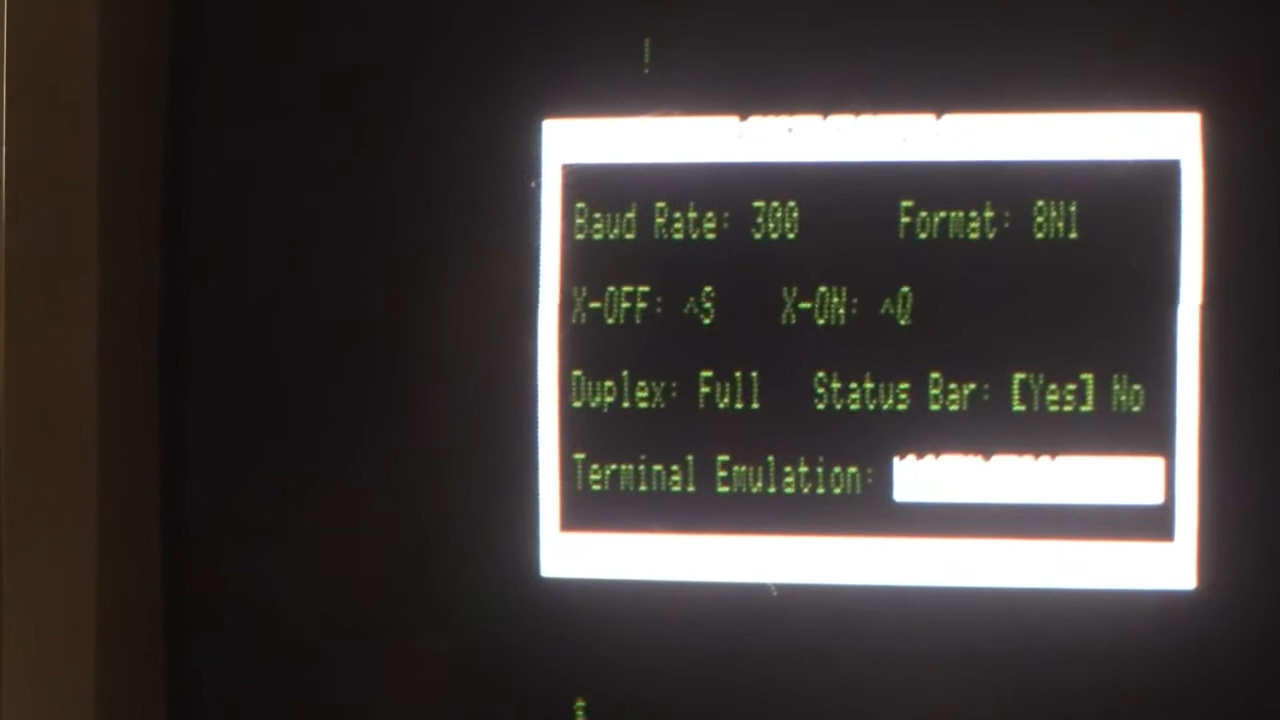 !
Baud Rate: 300 Format: 8N1
X-OFF: ^S X-ON: ^Q
Duplex: Full Status Bar: [Yes] No
Terminal Emulation:
$